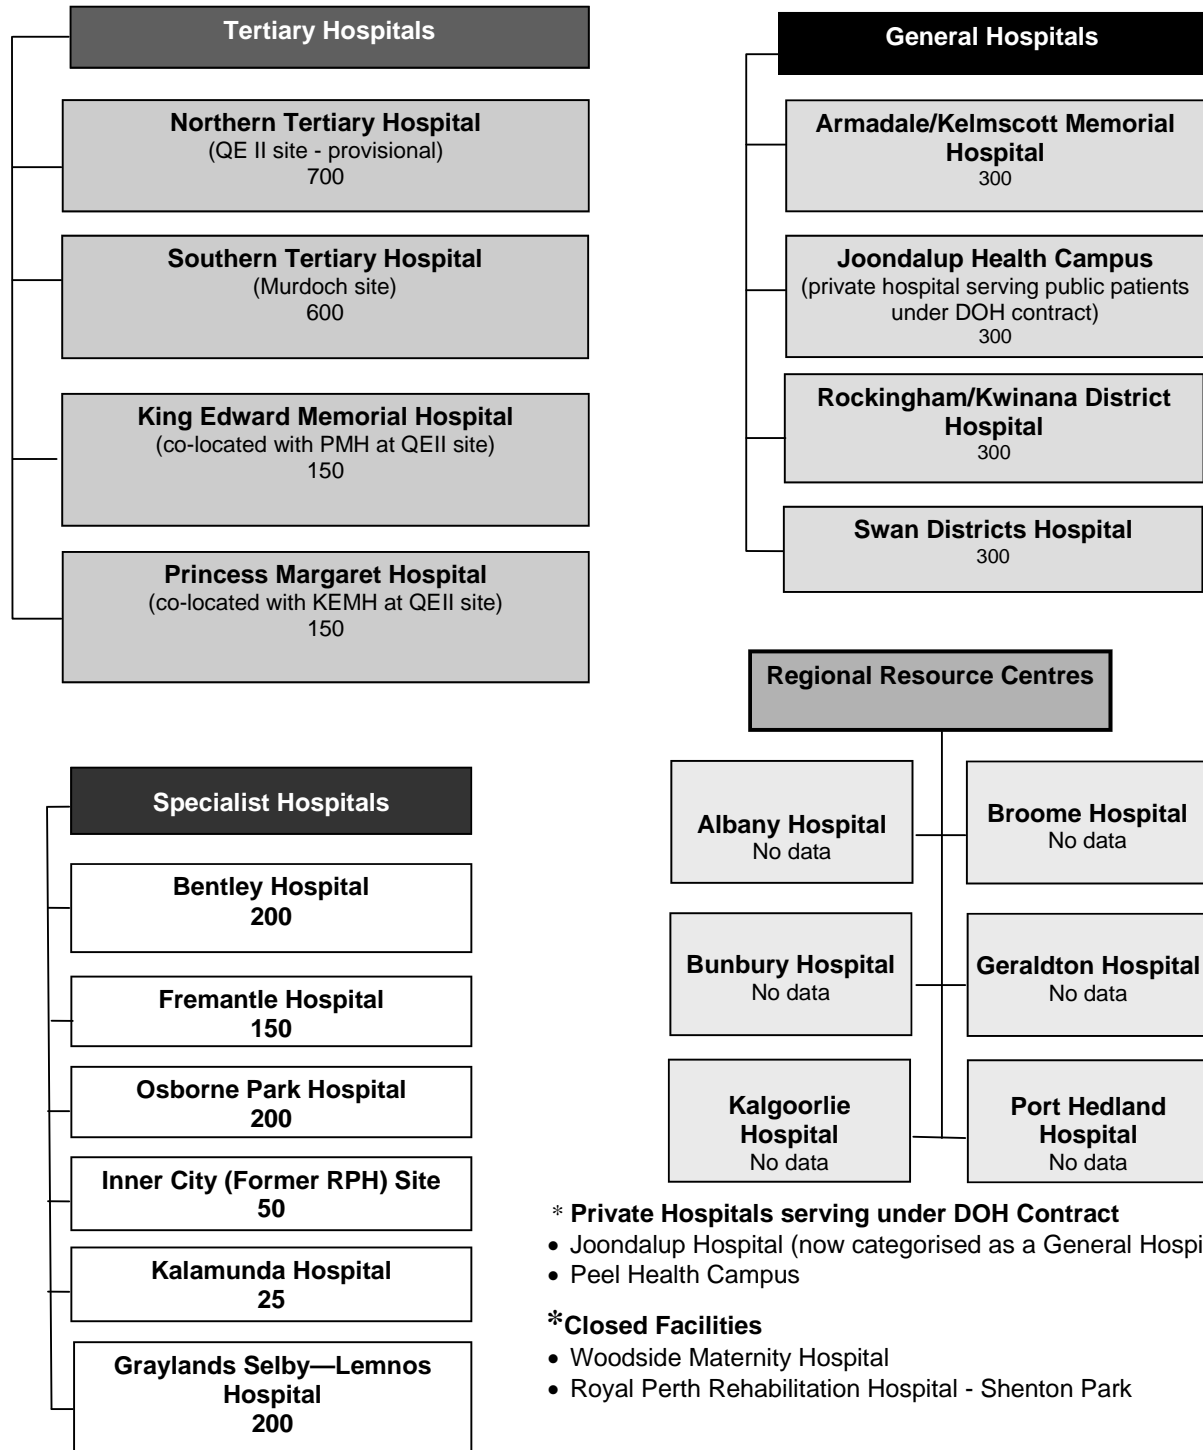 Tertiary Hospitals
Northern Tertiary Hospital
(QE II site - provisional)
700
Southern Tertiary Hospital
(Murdoch site)
600
King Edward Memorial Hospital
(co-located with PMH at QEII site)
150
Princess Margaret Hospital
(co-located with KEMH at QEII site)
150
General Hospitals
Armadale/Kelmscott Memorial
Hospital
300
Joondalup Health Campus
(private hospital serving public patients
under DOH contract)
300
Rockingham/Kwinana District
Hospital
300
Swan Districts Hospital
300
Specialist Hospitals
Bentley Hospital
200
Fremantle Hospital
150
Osborne Park Hospital
200
Inner City (Former RPH) Site
50
Kalamunda Hospital
25
Graylands Selby—Lemnos
Hospital
200
Regional Resource Centres
Albany Hospital
No data
Broome Hospital
No data
Bunbury Hospital
No data
Geraldton Hospital
No data
Kalgoorlie
Hospital
No data
Port Hedland
Hospital
No data
* Private Hospitals serving under DOH Contract
• Joondalup Hospital (now categorised as a General Hospi
• Peel Health Campus
*Closed Facilities
• Woodside Maternity Hospital
• Royal Perth Rehabilitation Hospital - Shenton Park